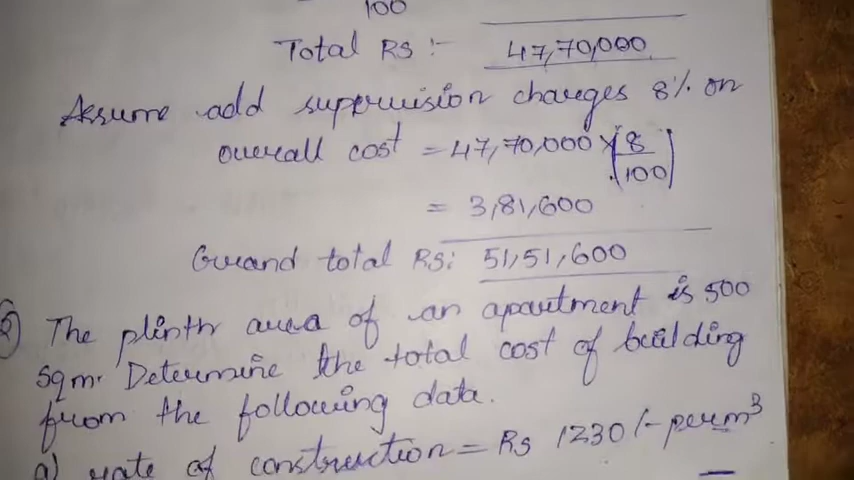 100
Total Rs :- 47,70,000
Assume add supervision charges 8% on
overall cost = 47,70,000 x (8/100)
= 3,81,600
Grand total Rs: 51,51,600
2) The plinth area of an apartment is 500
sqm. Determine the total cost of building
from the following data.
a) rate of construction = Rs 1230/- per m³